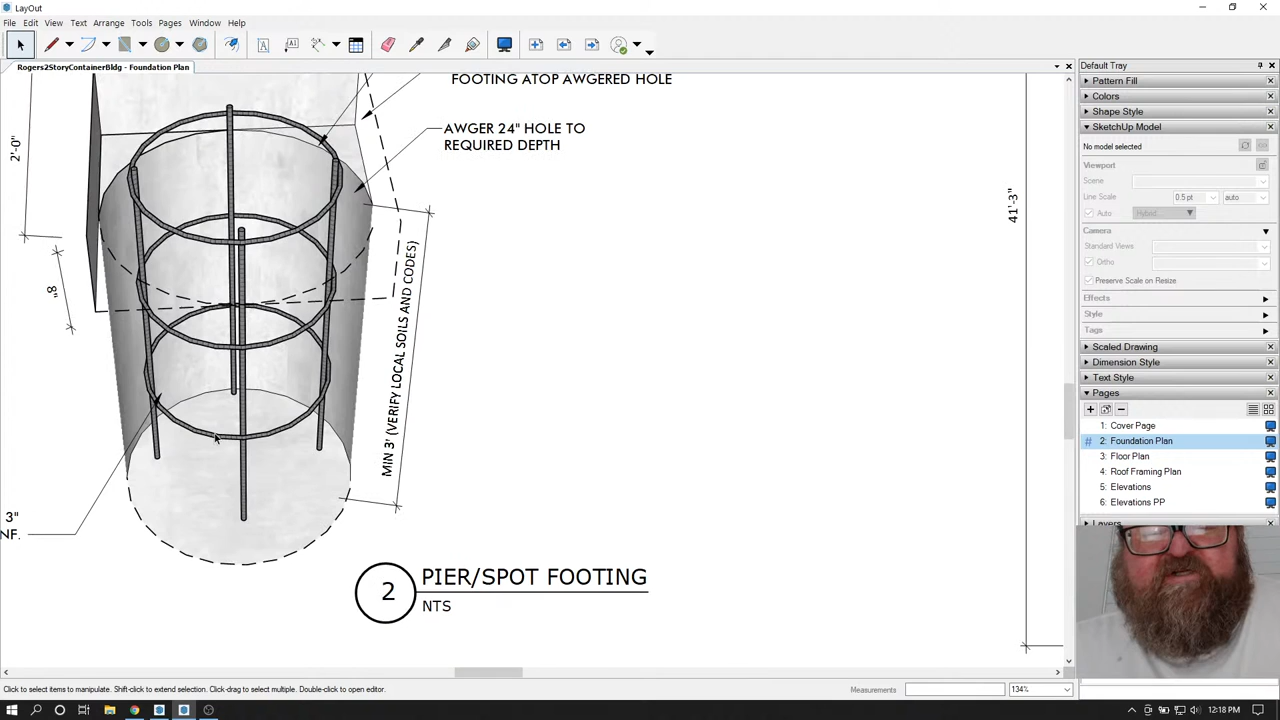 LayOut
File Edit View Text Arrange Tools Pages Window Help
Rogers2StoryContainerBldg - Foundation Plan
FOOTING ATOP AWGERED HOLE
AWGER 24" HOLE TO
REQUIRED DEPTH
2'-0"
8"
MIN 3' (VERIFY LOCAL SOILS AND CODES)
41'-3"
3"
NF.
2
PIER/SPOT FOOTING
NTS
Default Tray
Pattern Fill
Colors
Shape Style
SketchUp Model
No model selected
Viewport
Scene
Line Scale 0.5 pt auto
Auto Hybrid...
Camera
Standard Views
Ortho
Preserve Scale on Resize
Effects
Style
Tags
Scaled Drawing
Dimension Style
Text Style
Pages
# 1: Cover Page
2: Foundation Plan
3: Floor Plan
4: Roof Framing Plan
5: Elevations
6: Elevations PP
Layers
Click to select items to manipulate. Shift-click to extend selection. Click-drag to select multiple. Double-click to open editor.
Measurements
134%
12:18 PM